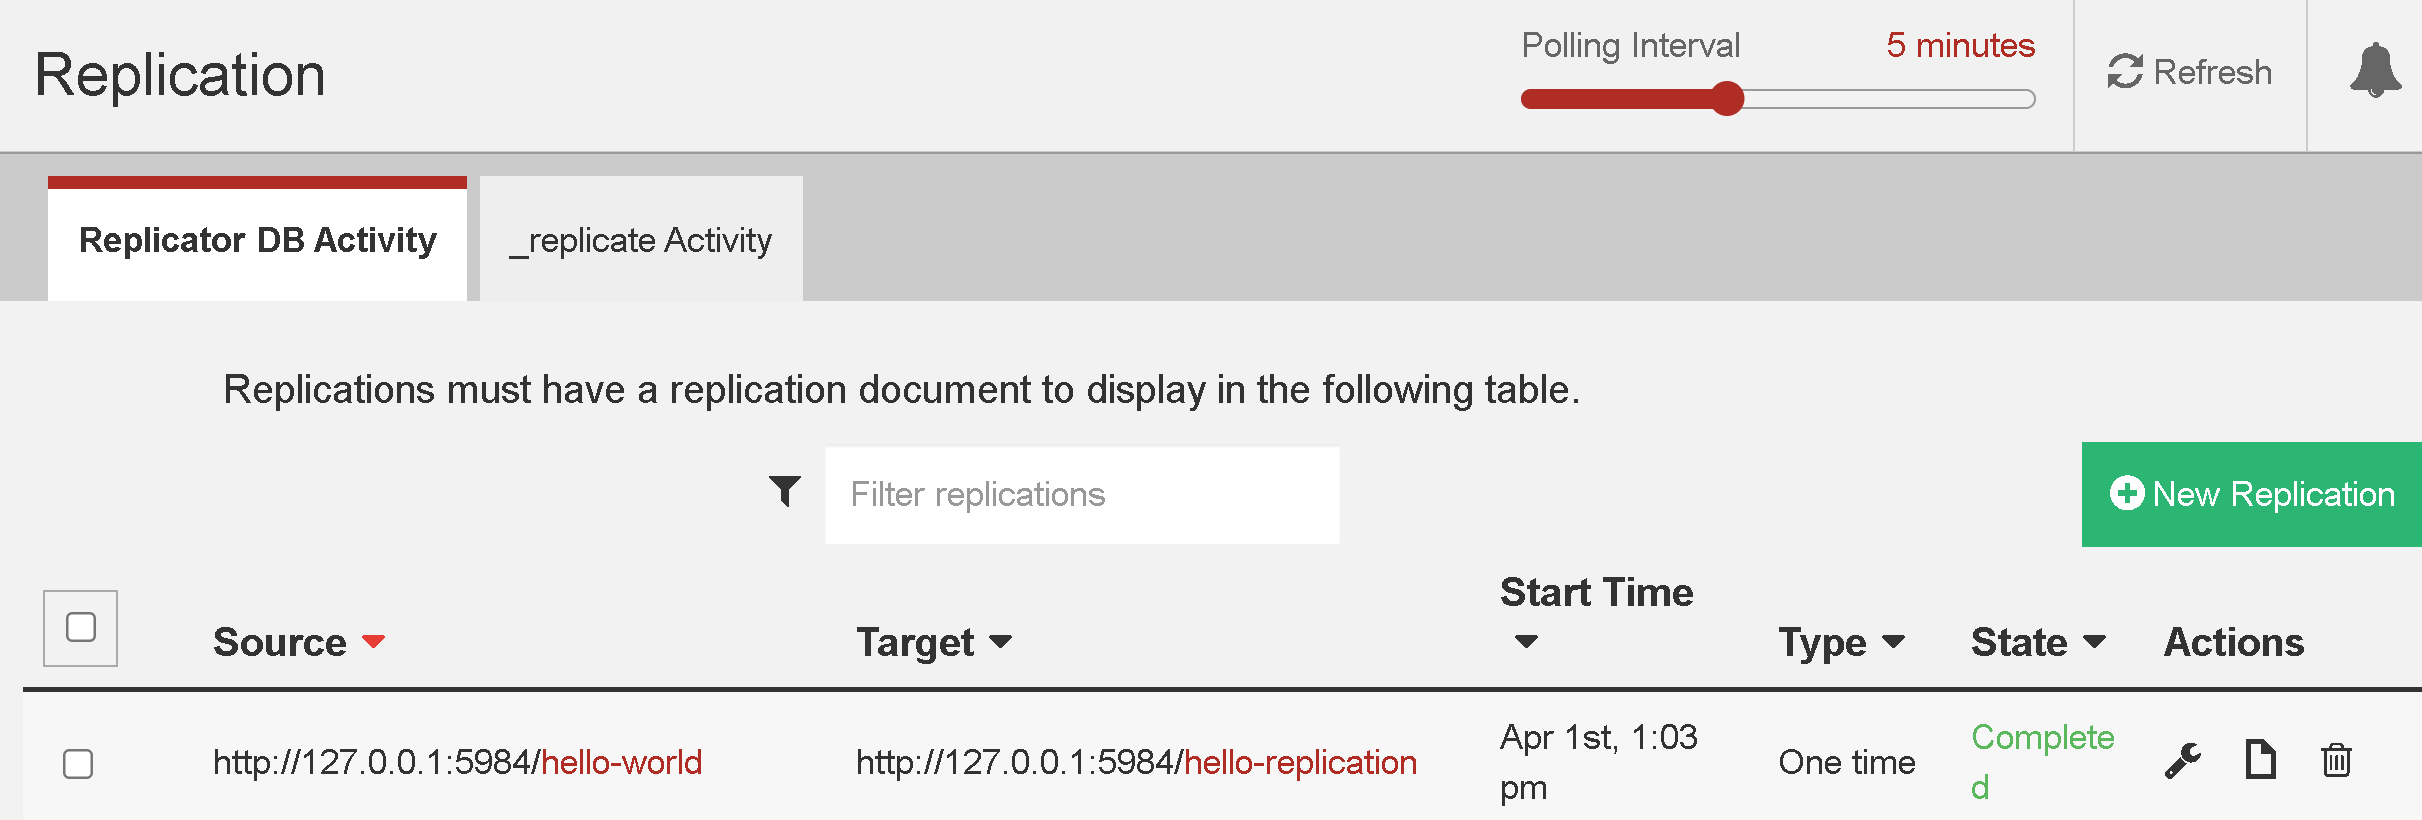 Replication
Polling Interval 5 minutes
Refresh
Replicator DB Activity
_replicate Activity
Replications must have a replication document to display in the following table.
Filter replications
New Replication
Source Target Start Time Type State Actions
http://127.0.0.1:5984/hello-world
http://127.0.0.1:5984/hello-replication
Apr 1st, 1:03
pm
One time
Complete
d